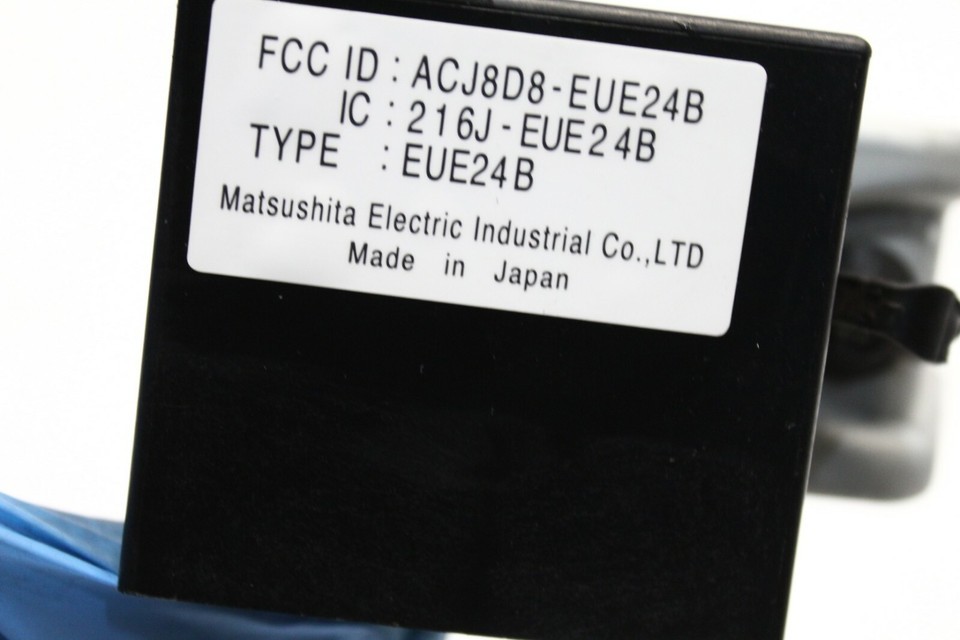 FCC ID : ACJ8D8-EUE24B
IC : 216J-EUE24B
TYPE : EUE24B
Matsushita Electric Industrial Co.,LTD
Made in Japan